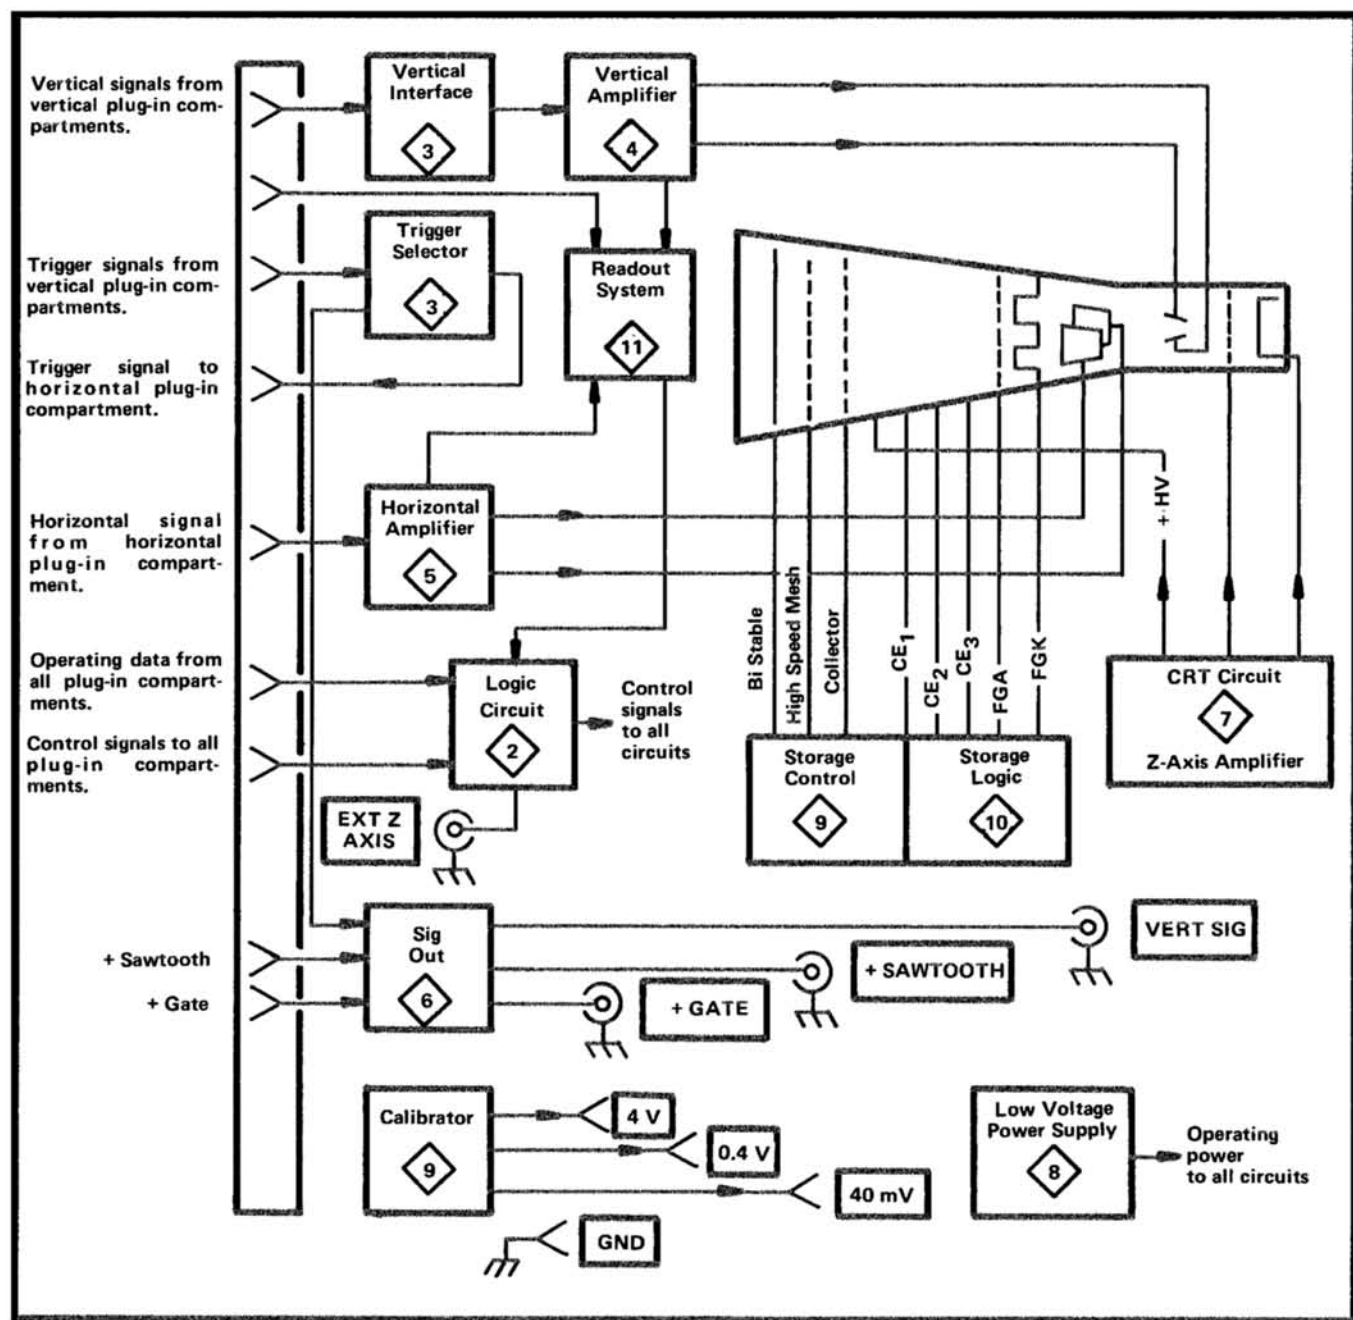 Vertical signals from
vertical plug-in com-
partments.
Vertical
Interface
3
Vertical
Amplifier
4
Trigger signals from
vertical plug-in com-
partments.
Trigger
Selector
3
Readout
System
11
Trigger signal to
horizontal plug-in
compartment.
Horizontal signal
from horizontal
plug-in compart-
ment.
Horizontal
Amplifier
5
+ HV
Bi Stable
High Speed Mesh
Collector
CE1
CE2
CE3
FGA
FGK
Operating data from
all plug-in compart-
ments.
Control signals to all
plug-in compart-
ments.
Logic
Circuit
2
Control
signals
to all
circuits
Storage
Control
9
Storage
Logic
10
CRT Circuit
7
Z-Axis Amplifier
EXT Z
AXIS
+ Sawtooth
+ Gate
Sig
Out
6
VERT SIG
+ SAWTOOTH
+ GATE
Calibrator
9
4 V
0.4 V
40 mV
GND
Low Voltage
Power Supply
8
Operating
power
to all circuits